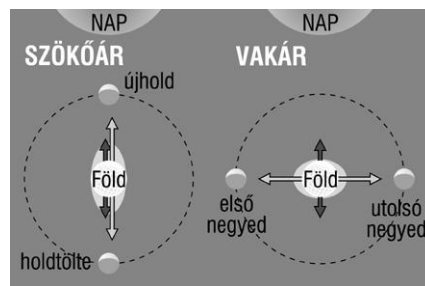 NAP
SZÖKŐÁR
újhold
Föld
holdtölte
NAP
VAKÁR
Föld
első
negyed
utolsó
negyed